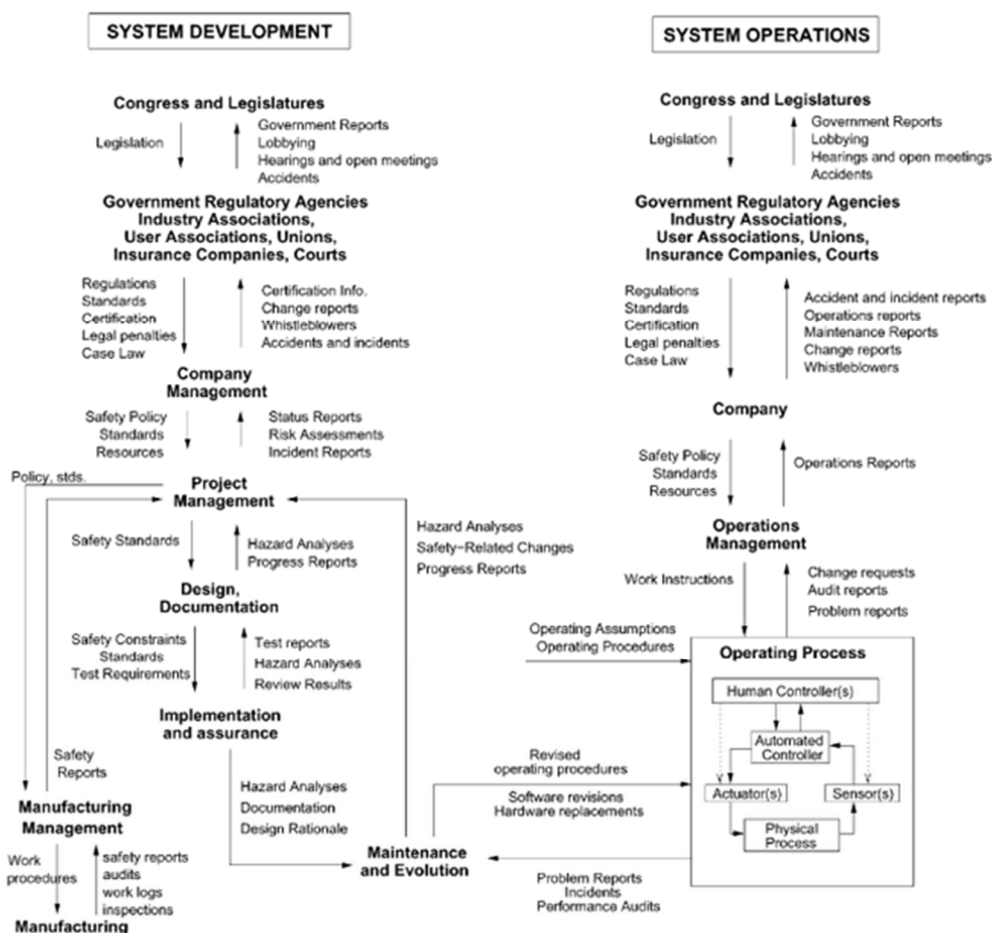 SYSTEM DEVELOPMENT
Congress and Legislatures
Legislation
Government Reports
Lobbying
Hearings and open meetings
Accidents
Government Regulatory Agencies
Industry Associations,
User Associations, Unions,
Insurance Companies, Courts
Regulations
Standards
Certification
Legal penalties
Case Law
Certification Info.
Change reports
Whistleblowers
Accidents and incidents
Company
Management
Safety Policy
Standards
Resources
Status Reports
Risk Assessments
Incident Reports
Policy, stds.
Project
Management
Safety Standards
Hazard Analyses
Progress Reports
Design,
Documentation
Safety Constraints
Standards
Test Requirements
Test reports
Hazard Analyses
Review Results
Implementation
and assurance
Safety
Reports
Hazard Analyses
Documentation
Design Rationale
Manufacturing
Management
Work
procedures
safety reports
audits
work logs
inspections
Manufacturing
Hazard Analyses
Safety-Related Changes
Progress Reports
Maintenance
and Evolution
SYSTEM OPERATIONS
Congress and Legislatures
Legislation
Government Reports
Lobbying
Hearings and open meetings
Accidents
Government Regulatory Agencies
Industry Associations,
User Associations, Unions,
Insurance Companies, Courts
Regulations
Standards
Certification
Legal penalties
Case Law
Accident and incident reports
Operations reports
Maintenance Reports
Change reports
Whistleblowers
Company
Safety Policy
Standards
Resources
Operations Reports
Operations
Management
Work Instructions
Change requests
Audit reports
Problem reports
Operating Assumptions
Operating Procedures
Operating Process
Human Controller(s)
Automated
Controller
Actuator(s)
Sensor(s)
Physical
Process
Revised
operating procedures
Software revisions
Hardware replacements
Problem Reports
Incidents
Performance Audits